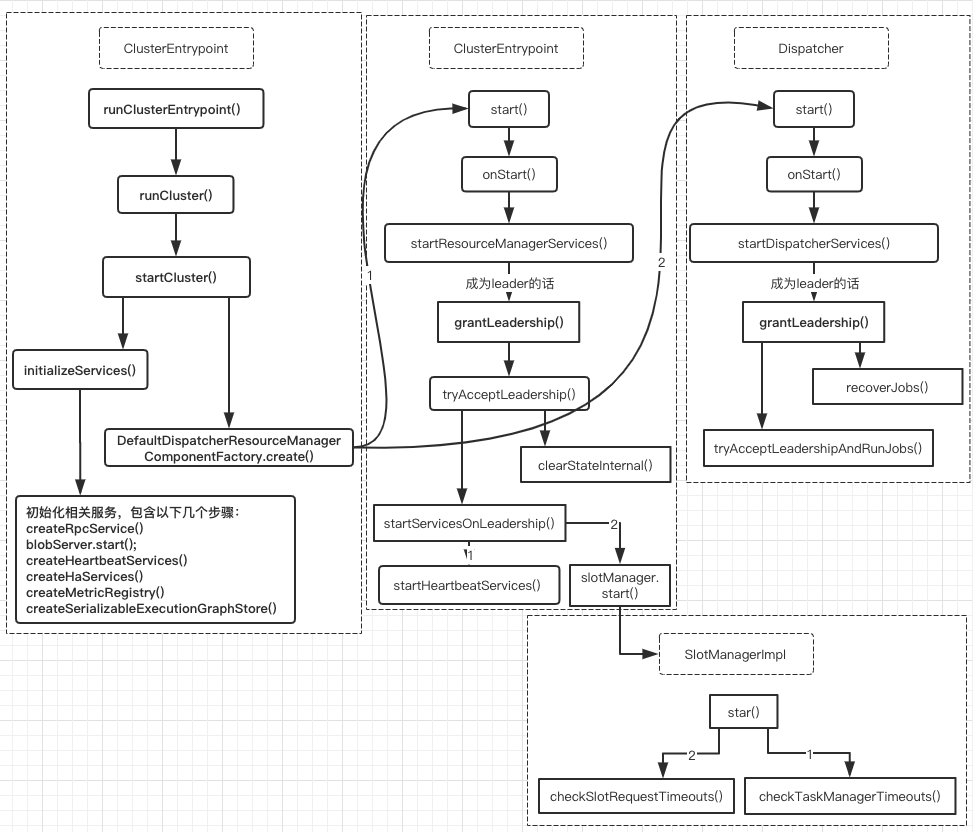 ClusterEntrypoint
runClusterEntrypoint()
runCluster()
startCluster()
initializeServices()
DefaultDispatcherResourceManager
ComponentFactory.create()
初始化相关服务，包含以下几个步骤：
createRpcService()
blobServer.start();
createHeartbeatServices()
createHaServices()
createMetricRegistry()
createSerializableExecutionGraphStore()
1
2
ClusterEntrypoint
start()
onStart()
startResourceManagerServices()
成为leader的话
grantLeadership()
tryAcceptLeadership()
clearStateInternal()
startServicesOnLeadership()
2
1
startHeartbeatServices()
slotManager.
start()
Dispatcher
start()
onStart()
startDispatcherServices()
成为leader的话
grantLeadership()
recoverJobs()
tryAcceptLeadershipAndRunJobs()
SlotManagerImpl
star()
2
1
checkSlotRequestTimeouts()
checkTaskManagerTimeouts()